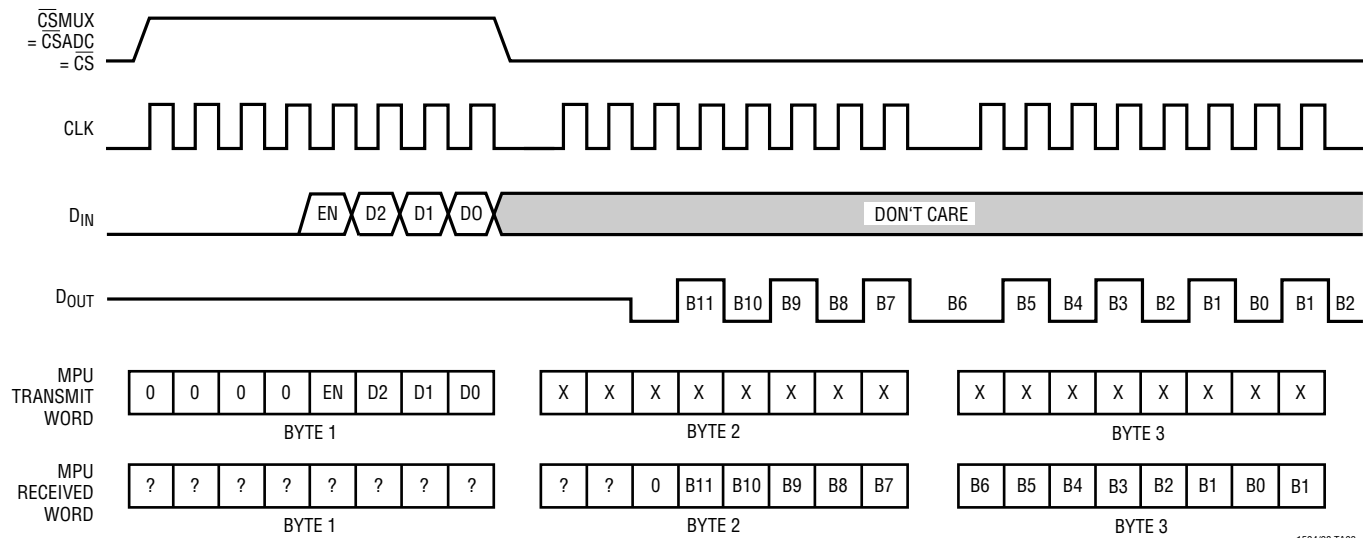 CSMUX
= CSADC
= CS
CLK
DIN
EN D2 D1 D0
DON'T CARE
DOUT
B11 B10 B9 B8 B7 B6 B5 B4 B3 B2 B1 B0 B1 B2
MPU
TRANSMIT
WORD
0 0 0 0 EN D2 D1 D0
X X X X X X X X
X X X X X X X X
BYTE 1
BYTE 2
BYTE 3
MPU
RECEIVED
WORD
? ? ? ? ? ? ? ?
? ? 0 B11 B10 B9 B8 B7
B6 B5 B4 B3 B2 B1 B0 B1
BYTE 1
BYTE 2
BYTE 3